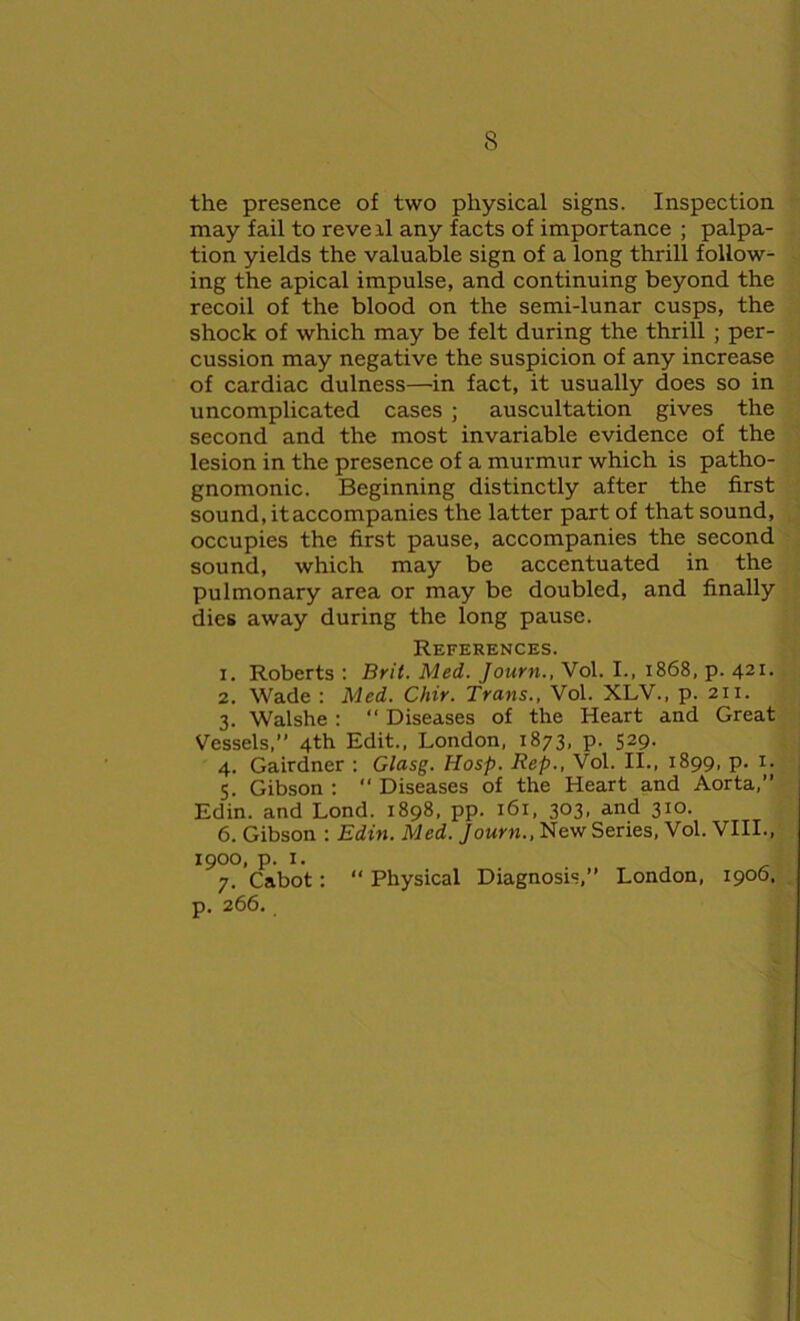 8
the presence of two physical signs. Inspection
may fail to reveal any facts of importance ; palpa-
tion yields the valuable sign of a long thrill follow-
ing the apical impulse, and continuing beyond the
recoil of the blood on the semi-lunar cusps, the
shock of which may be felt during the thrill ; per-
cussion may negative the suspicion of any increase
of cardiac dulness—in fact, it usually does so in
uncomplicated cases ; auscultation gives the
second and the most invariable evidence of the
lesion in the presence of a murmur which is patho-
gnomonic. Beginning distinctly after the first
sound, it accompanies the latter part of that sound,
occupies the first pause, accompanies the second
sound, which may be accentuated in the
pulmonary area or may be doubled, and finally
dies away during the long pause.
References.
1. Roberts : Brit. Med. Journ., Vol. I., 1868, p. 421.
2. Wade : Med. Chir. Trans., Vol. XLV., p. 211.
3. Walshe : " Diseases of the Heart and Great
Vessels," 4th Edit., London, 1873, p. 529.
4. Gairdner : Glasg. Hosp. Rep., Vol. II., 1899, p. 1.
5. Gibson : " Diseases of the Heart and Aorta,"
Edin. and Lond. 1898, pp. 161, 303, and 310.
6. Gibson : Edin. Med. Journ., New Series, Vol. VIII.,
1900, p. 1.
7. Cabot : " Physical Diagnosis," London, 1906,
p. 266.